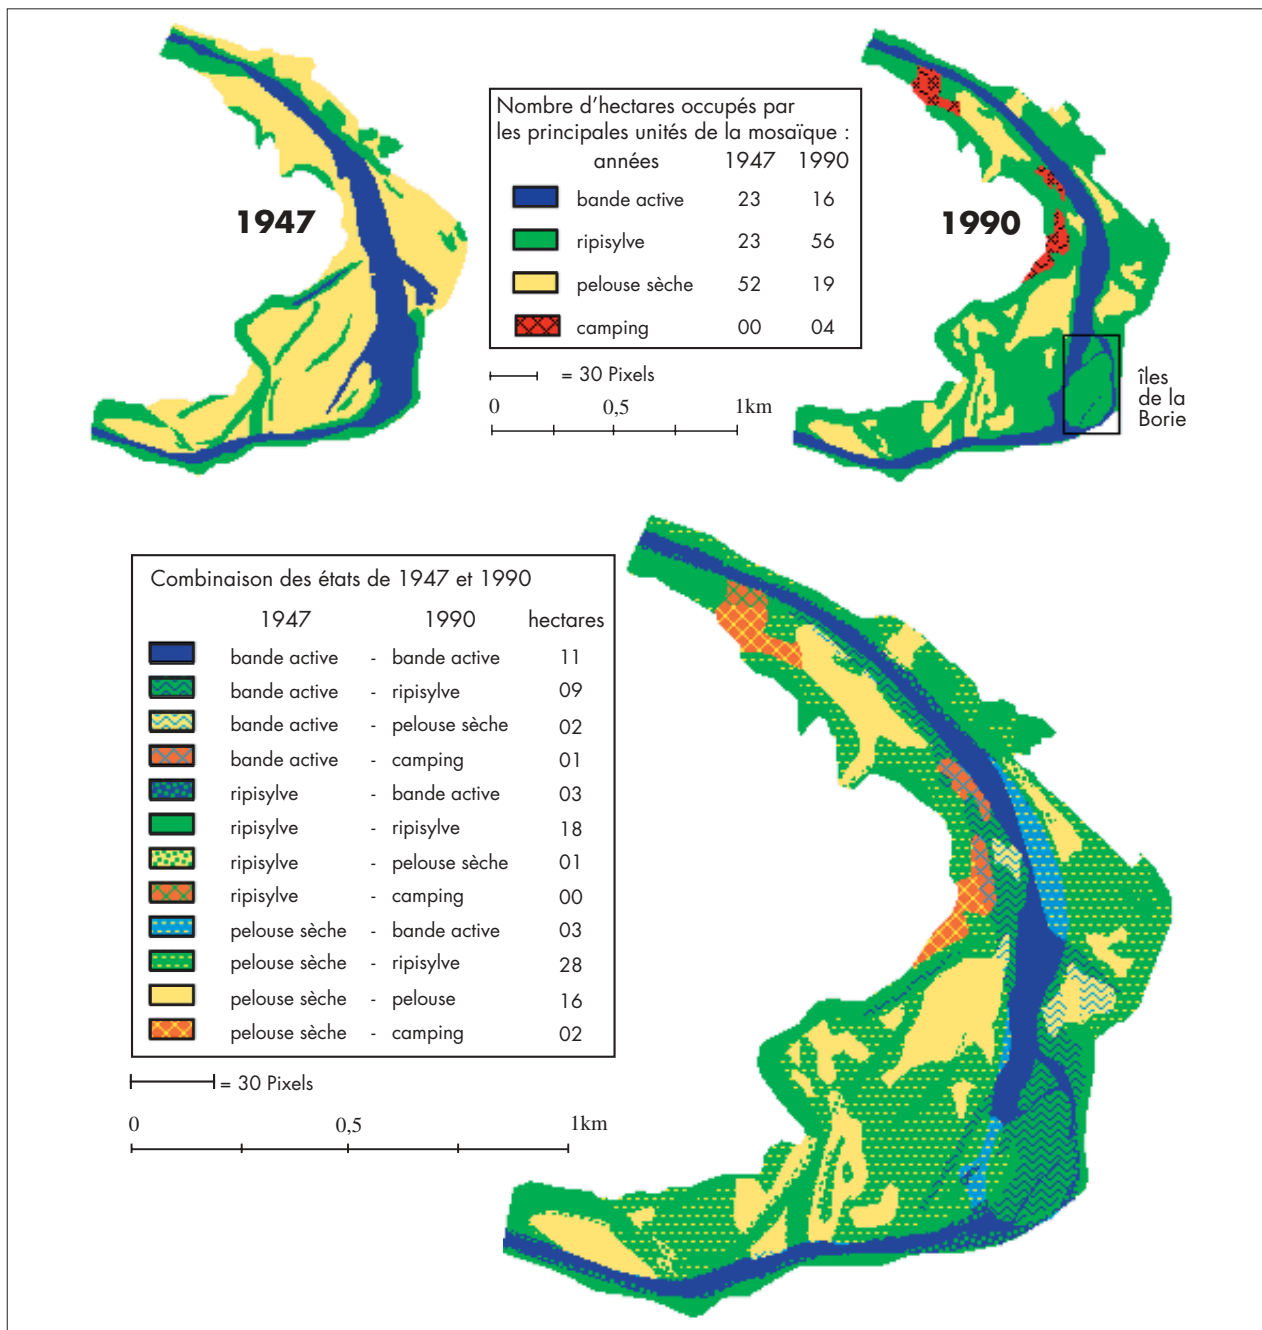 Nombre d'hectares occupés par
les principales unités de la mosaïque :
années 1947 1990
bande active 23 16
ripisylve 23 56
pelouse sèche 52 19
camping 00 04
1947
1990
= 30 Pixels
0 0,5 1km
îles
de la
Borie
Combinaison des états de 1947 et 1990
1947 1990 hectares
bande active - bande active 11
bande active - ripisylve 09
bande active - pelouse sèche 02
bande active - camping 01
ripisylve - bande active 03
ripisylve - ripisylve 18
ripisylve - pelouse sèche 01
ripisylve - camping 00
pelouse sèche - bande active 03
pelouse sèche - ripisylve 28
pelouse sèche - pelouse 16
pelouse sèche - camping 02
= 30 Pixels
0 0,5 1km